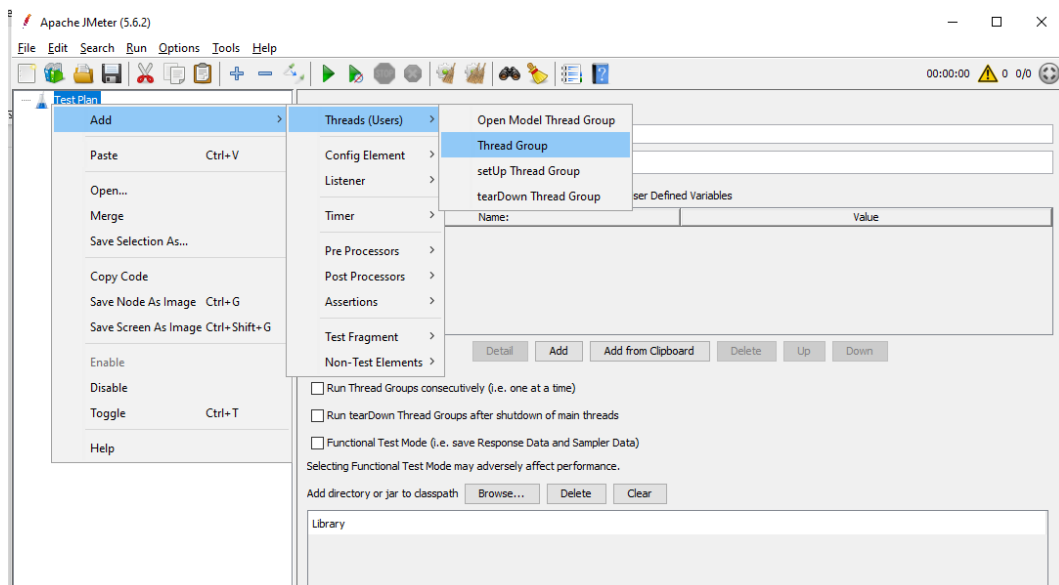 Apache JMeter (5.6.2)
File Edit Search Run Options Tools Help
00:00:00 0 0/0
Test Plan
Add
Paste Ctrl+V
Open...
Merge
Save Selection As...
Copy Code
Save Node As Image Ctrl+G
Save Screen As Image Ctrl+Shift+G
Enable
Disable
Toggle Ctrl+T
Help
Threads (Users)
Config Element
Listener
Timer
Pre Processors
Post Processors
Assertions
Test Fragment
Non-Test Elements
Open Model Thread Group
Thread Group
setUp Thread Group
tearDown Thread Group
ser Defined Variables
Name: Value
Detail Add Add from Clipboard Delete Up Down
Run Thread Groups consecutively (i.e. one at a time)
Run tearDown Thread Groups after shutdown of main threads
Functional Test Mode (i.e. save Response Data and Sampler Data)
Selecting Functional Test Mode may adversely affect performance.
Add directory or jar to classpath Browse... Delete Clear
Library